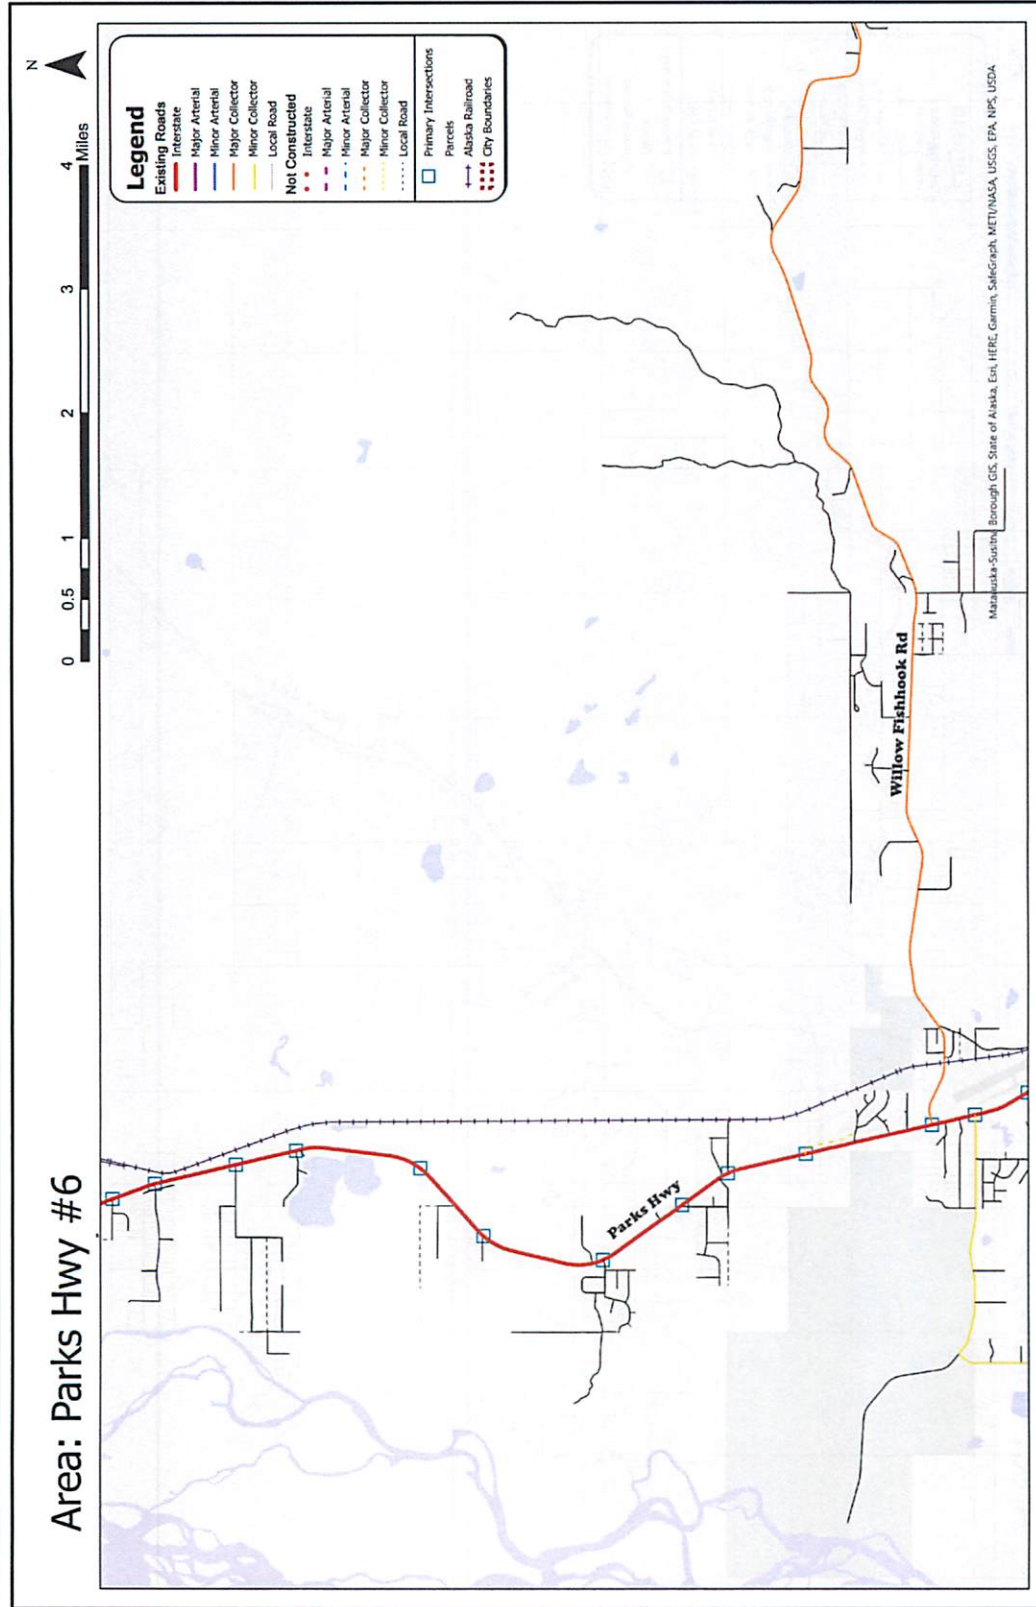 Area: Parks Hwy #6
N
0 0.5 1 2 3 4
Miles
Legend
Existing Roads
Interstate
Major Arterial
Minor Arterial
Major Collector
Minor Collector
Local Road
Not Constructed
Interstate
Major Arterial
Minor Arterial
Major Collector
Minor Collector
Local Road
Primary Intersections
Parcels
Alaska Railroad
City Boundaries
Parks Hwy
Willow Fishhook Rd
Matanuska-Susitna Borough GIS, State of Alaska, Esri, HERE, Garmin, SafeGraph, METI/NASA, USGS, EPA, NPS, USDA